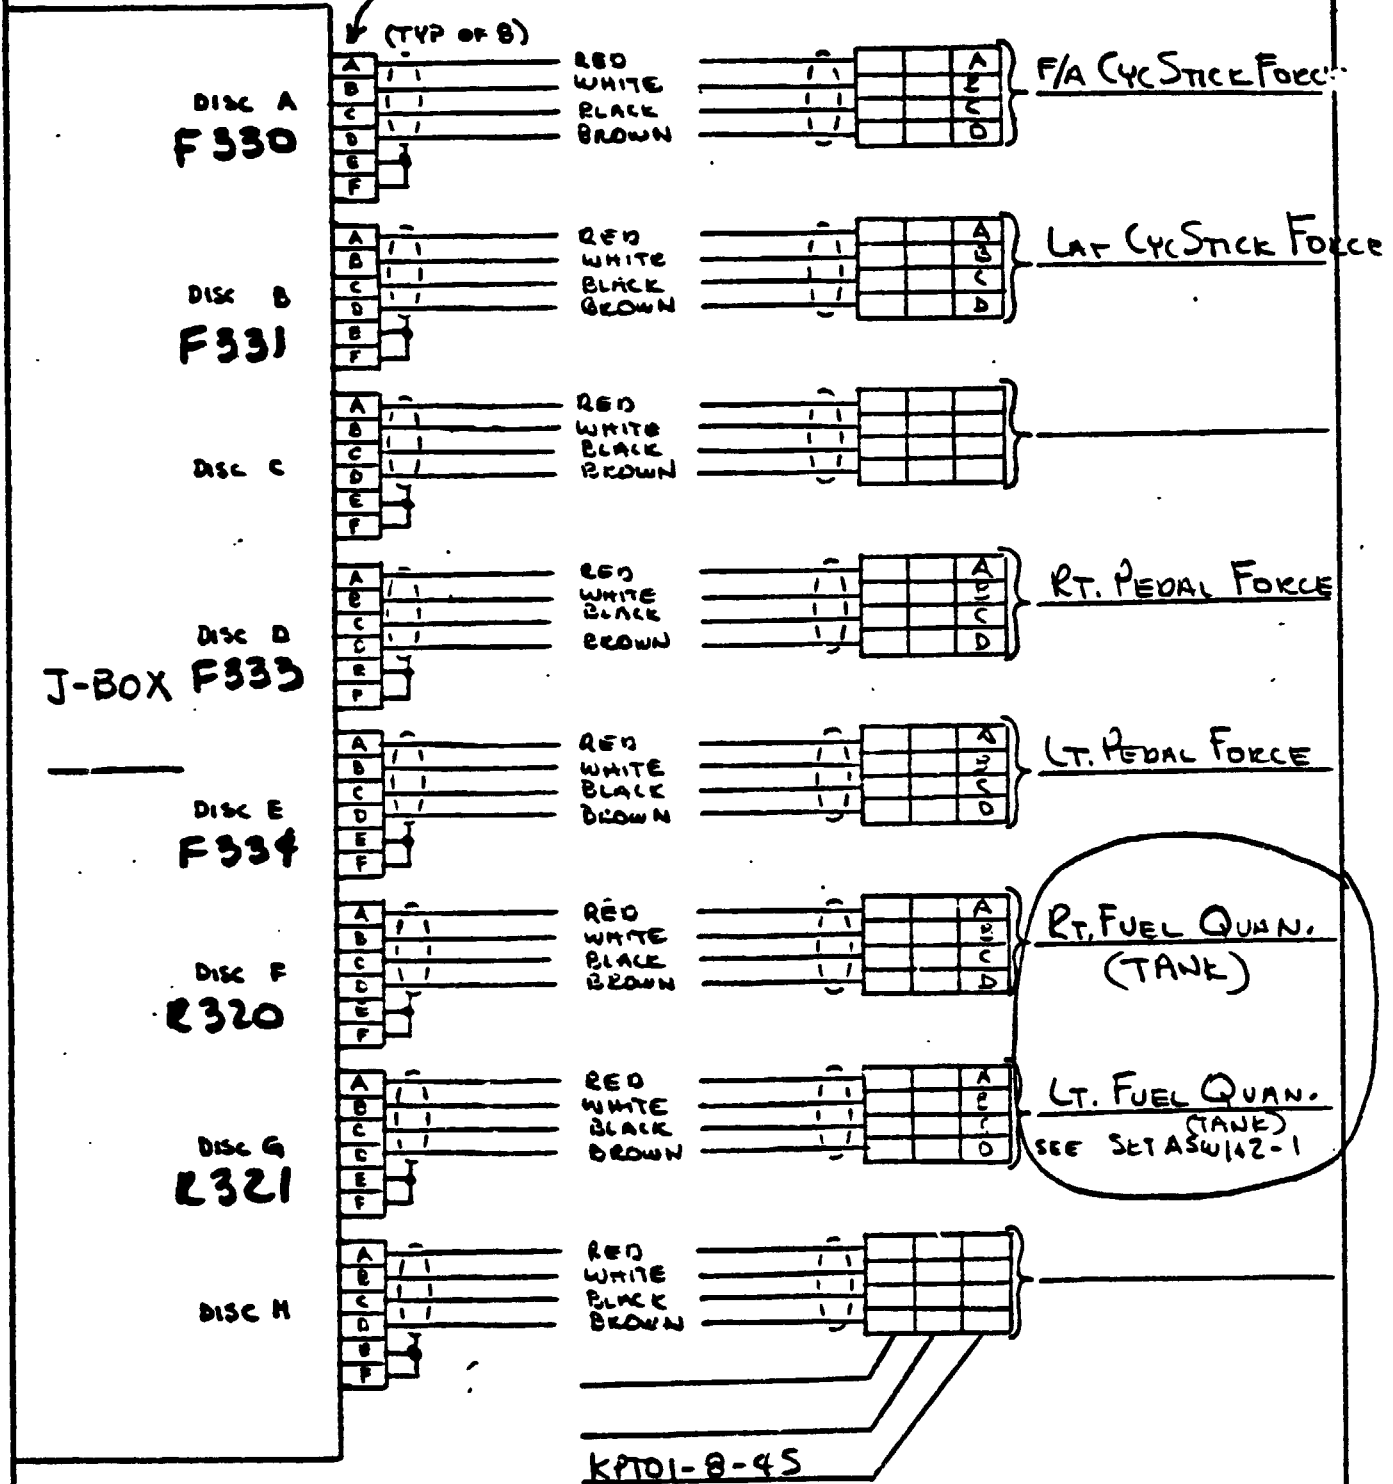 (TYP OF 8)
DISC A
F330
A
B
C
D
E
F
RED
WHITE
BLACK
BROWN
A
B
C
D
F/A CYC STICK FORCE
DISC B
F331
A
B
C
D
E
F
RED
WHITE
BLACK
BROWN
A
B
C
D
LAT CYC STICK FORCE
DISC C
A
B
C
D
E
F
RED
WHITE
BLACK
BROWN
DISC D
J-BOX F333
A
B
C
C
E
F
RED
WHITE
BLACK
BROWN
A
B
C
D
RT. PEDAL FORCE
DISC E
F334
A
B
C
D
E
F
RED
WHITE
BLACK
BROWN
A
B
C
D
LT. PEDAL FORCE
DISC F
R320
A
B
C
D
E
F
RED
WHITE
BLACK
BROWN
A
B
C
D
RT. FUEL QUAN.
(TANK)
DISC G
R321
A
B
C
C
E
F
RED
WHITE
BLACK
BROWN
A
B
C
D
LT. FUEL QUAN.
(TANK)
SEE SKTASW142-1
DISC H
A
B
C
D
E
F
RED
WHITE
BLACK
BROWN
KPT01-8-4S